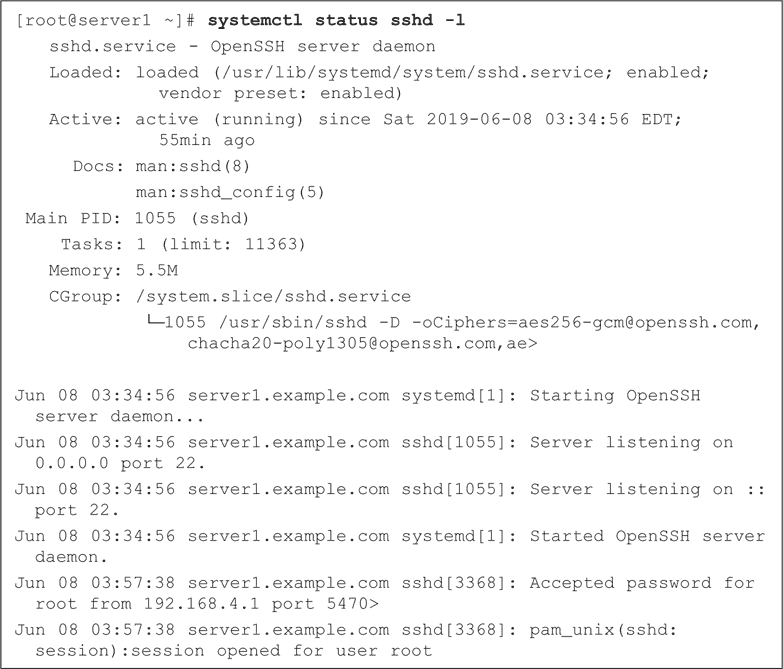 [root@server1 ~]# systemctl status sshd -l
sshd.service - OpenSSH server daemon
Loaded: loaded (/usr/lib/systemd/system/sshd.service; enabled;
vendor preset: enabled)
Active: active (running) since Sat 2019-06-08 03:34:56 EDT;
55min ago
Docs: man:sshd(8)
man:sshd_config(5)
Main PID: 1055 (sshd)
Tasks: 1 (limit: 11363)
Memory: 5.5M
CGroup: /system.slice/sshd.service
└─1055 /usr/sbin/sshd -D -oCiphers=aes256-gcm@openssh.com,
chacha20-poly1305@openssh.com,ae>
Jun 08 03:34:56 server1.example.com systemd[1]: Starting OpenSSH
server daemon...
Jun 08 03:34:56 server1.example.com sshd[1055]: Server listening on
0.0.0.0 port 22.
Jun 08 03:34:56 server1.example.com sshd[1055]: Server listening on ::
port 22.
Jun 08 03:34:56 server1.example.com systemd[1]: Started OpenSSH server
daemon.
Jun 08 03:57:38 server1.example.com sshd[3368]: Accepted password for
root from 192.168.4.1 port 5470>
Jun 08 03:57:38 server1.example.com sshd[3368]: pam_unix(sshd:
session):session opened for user root